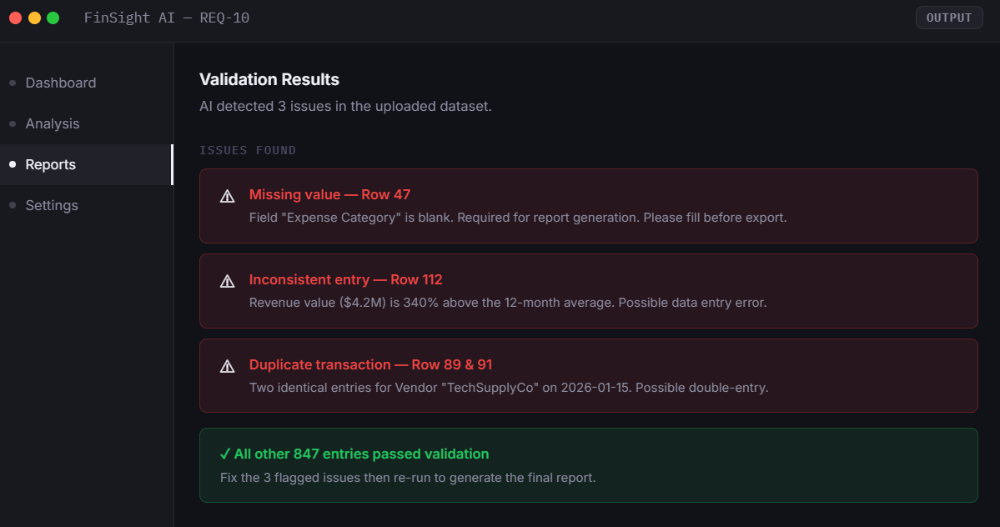 FinSight AI — REQ-10
OUTPUT
Dashboard
Analysis
Reports
Settings
Validation Results
AI detected 3 issues in the uploaded dataset.
ISSUES FOUND
Missing value — Row 47
Field "Expense Category" is blank. Required for report generation. Please fill before export.
Inconsistent entry — Row 112
Revenue value ($4.2M) is 340% above the 12-month average. Possible data entry error.
Duplicate transaction — Row 89 & 91
Two identical entries for Vendor "TechSupplyCo" on 2026-01-15. Possible double-entry.
✓ All other 847 entries passed validation
Fix the 3 flagged issues then re-run to generate the final report.